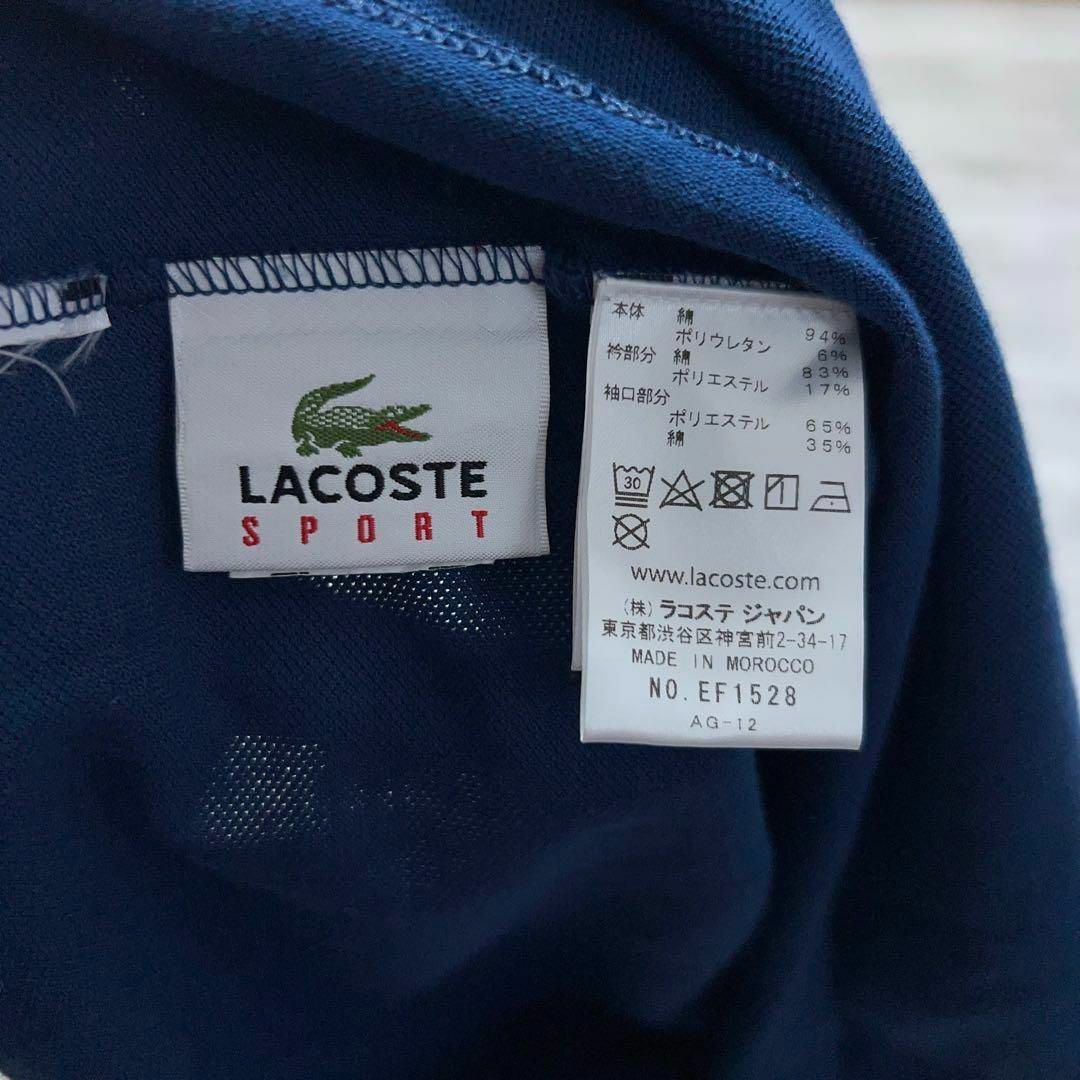 LACOSTE
SPORT
本体 綿 94%
ポリウレタン 6%
衿部分 綿 83%
ポリエステル 17%
袖口部分
ポリエステル 65%
綿 35%
30
www.lacoste.com
(株) ラコステ ジャパン
東京都渋谷区神宮前2-34-17
MADE IN MOROCCO
NO. EF1528
AG-12